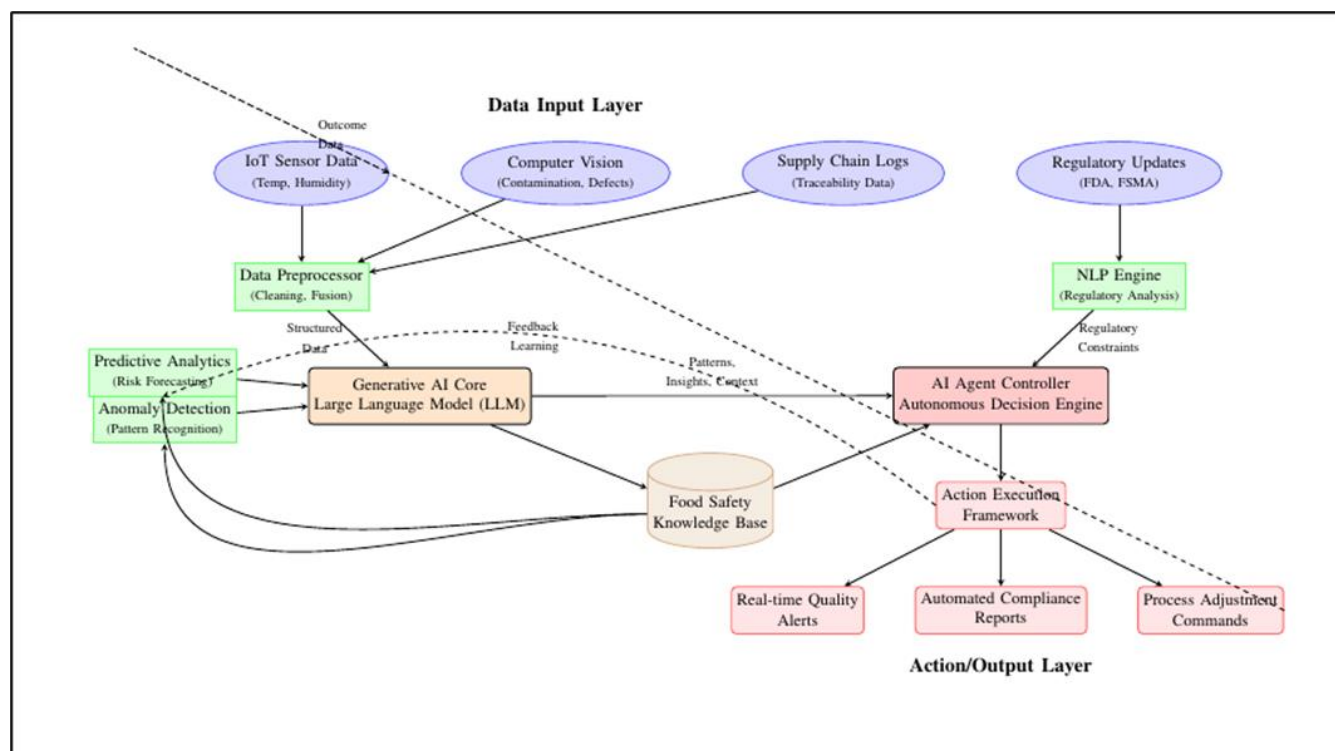 Data Input Layer
Outcome
Data
IoT Sensor Data
(Temp, Humidity)
Computer Vision
(Contamination, Defects)
Supply Chain Logs
(Traceability Data)
Regulatory Updates
(FDA, FSMA)
Data Preprocessor
(Cleaning, Fusion)
NLP Engine
(Regulatory Analysis)
Structured
Data
Feedback
Learning
Regulatory
Constraints
Predictive Analytics
(Risk Forecasting)
Anomaly Detection
(Pattern Recognition)
Generative AI Core
Large Language Model (LLM)
Patterns,
Insights, Context
AI Agent Controller
Autonomous Decision Engine
Food Safety
Knowledge Base
Action Execution
Framework
Real-time Quality
Alerts
Automated Compliance
Reports
Process Adjustment
Commands
Action/Output Layer